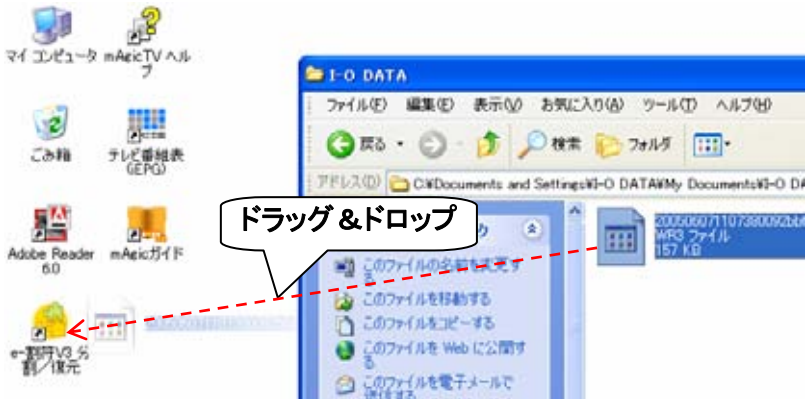 マイ コンピュータ
mAgicTV ヘル
プ
ごみ箱
テレビ番組表
(EPG)
Adobe Reader
6.0
mAgicガイド
e-割符V3_分
割/復元
ドラッグ&ドロップ
I-O DATA
ファイル(F) 編集(E) 表示(V) お気に入り(A) ツール(T) ヘルプ(H)
戻る 検索 フォルダ
アドレス(D) C:¥Documents and Settings¥I-O DATA¥My Documents¥I-O DA
WR3 ファイル
157 KB
このファイルの名前を変更す
る
このファイルを移動する
このファイルをコピーする
このファイルを Web に公開す
る
このファイルを電子メールで
送信する